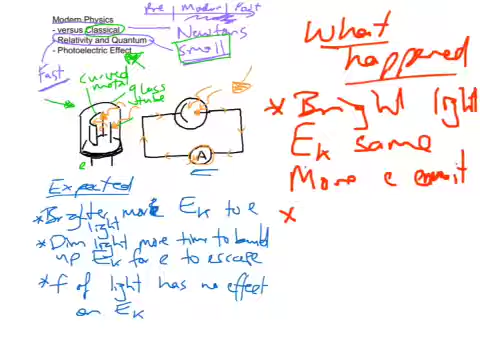 Modern Physics
- versus Classical
- Relativity and Quantum
- Photoelectric Effect
Pre | Modern | Post
Newtons
small
Fast
curved
metal
glass
tube
e
A
Expected
* Brighter more EK to e
light
* Dim light more time to build
up EK for e to escape
* f of light has no effect
on EK
What
happened
* Bright light
EK same
More e emit
*